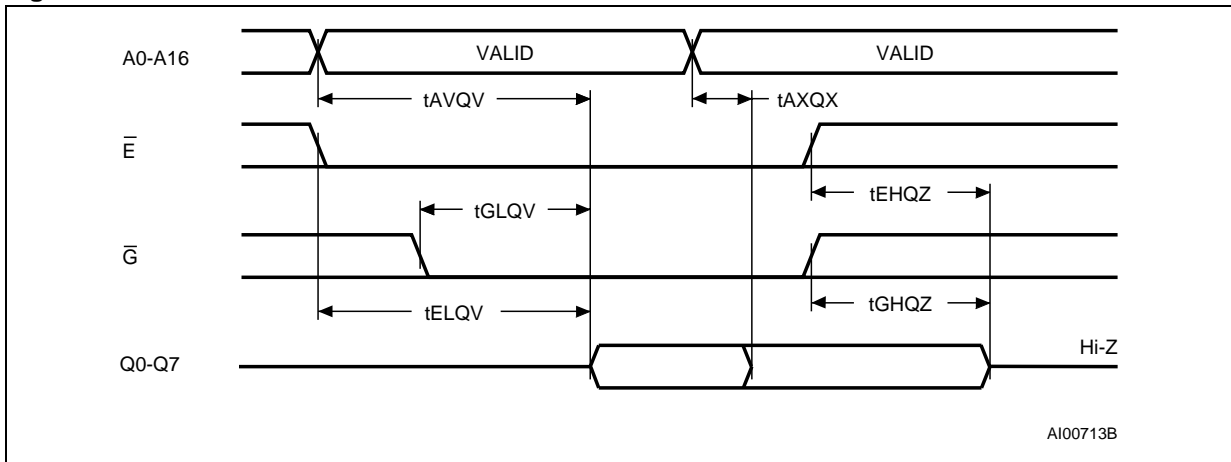 A0-A16
VALID
VALID
tAVQV
tAXQX
E̅
tEHQZ
tGLQV
G̅
tGHQZ
tELQV
Hi-Z
Q0-Q7
AI00713B